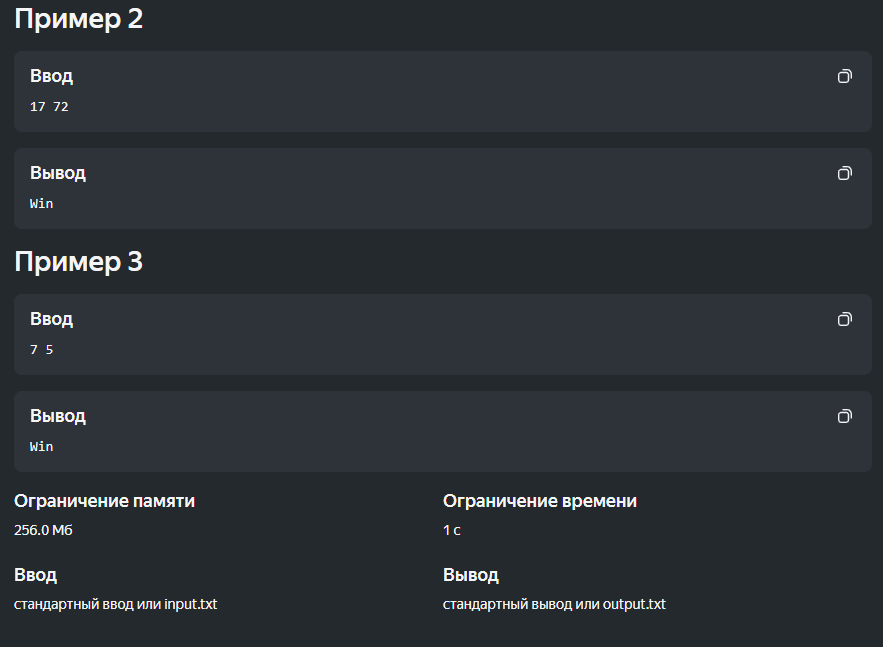 Пример 2
Ввод
17 72
Вывод
Win
Пример 3
Ввод
7 5
Вывод
Win
Ограничение памяти
256.0 Мб
Ограничение времени
1 с
Ввод
стандартный ввод или input.txt
Вывод
стандартный вывод или output.txt